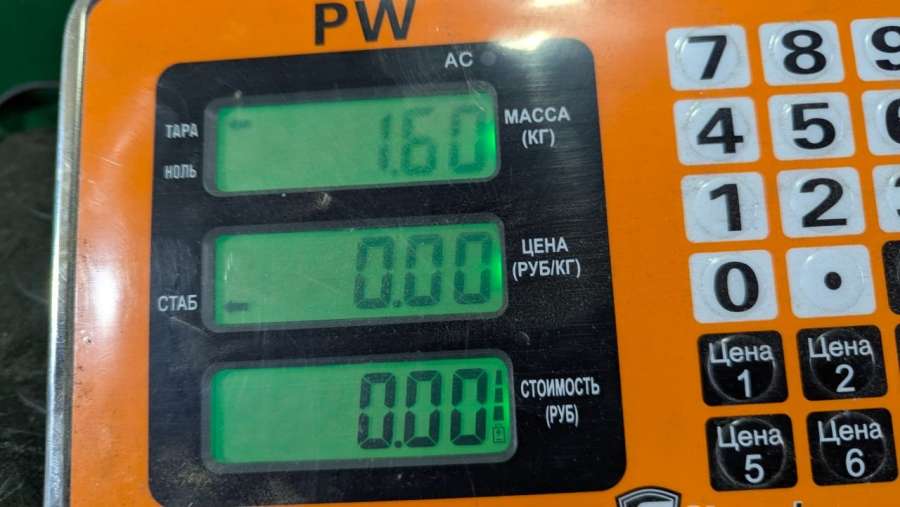 PW
AC
ТАРА
НОЛЬ
1.60
МАССА
(КГ)
СТАБ
0.00
ЦЕНА
(РУБ/КГ)
0.00
СТОИМОСТЬ
(РУБ)
7 8 9
4 5
1 2
0 .
Цена 1
Цена 2
Цена 5
Цена 6